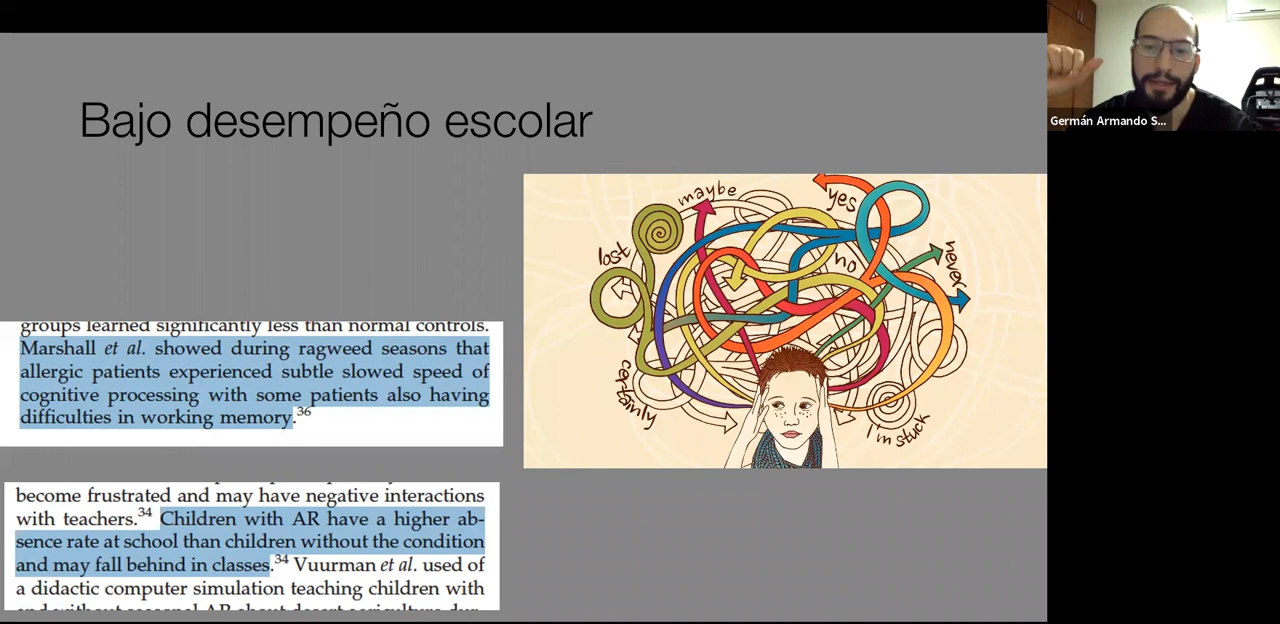 Bajo desempeño escolar
Germán Armando S...
maybe
yes
lost
no
never
certainly
I'm stuck
groups learned significantly less than normal controls.
Marshall et al. showed during ragweed seasons that
allergic patients experienced subtle slowed speed of
cognitive processing with some patients also having
difficulties in working memory.36
become frustrated and may have negative interactions
with teachers.34 Children with AR have a higher ab-
sence rate at school than children without the condition
and may fall behind in classes.34 Vuurman et al. used of
a didactic computer simulation teaching children with